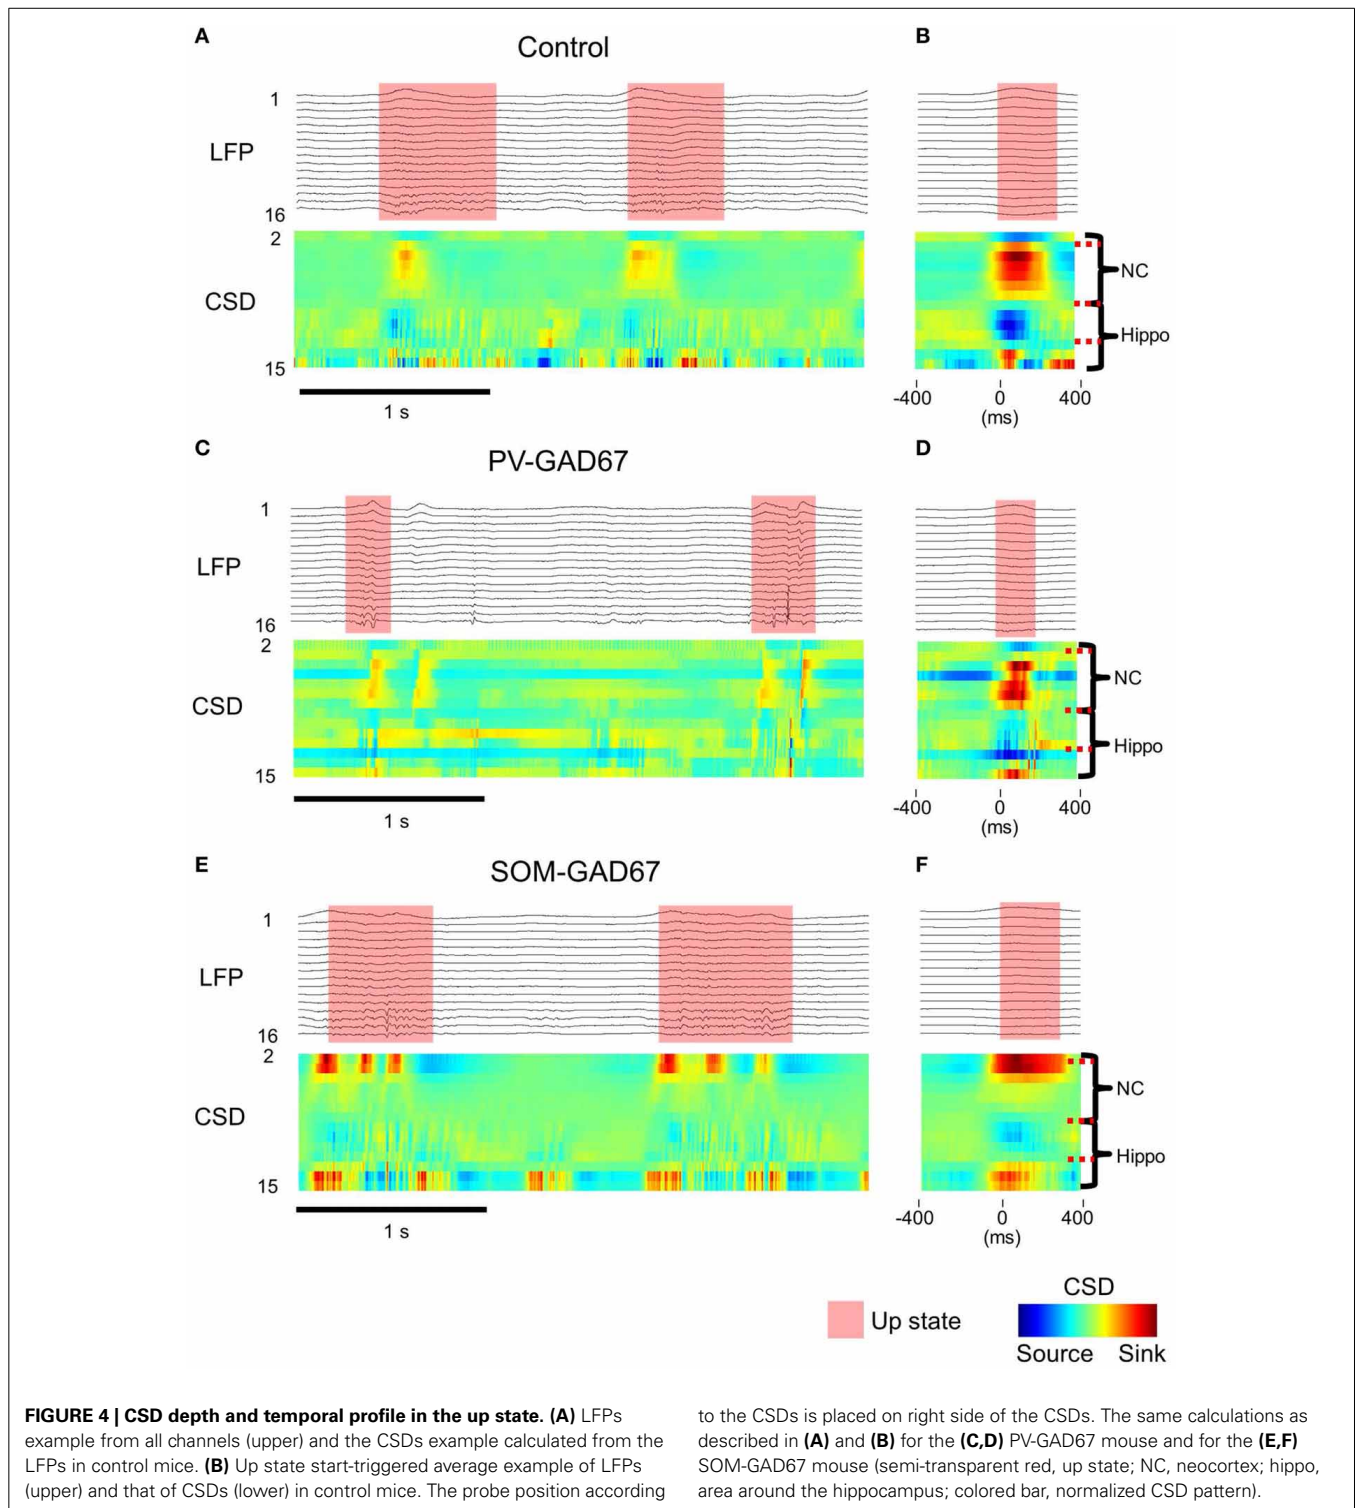 A
Control
B
1
LFP
16
2
CSD
15
NC
Hippo
1 s
-400 0 400
(ms)
C
PV-GAD67
D
1
LFP
16
2
CSD
15
NC
Hippo
1 s
-400 0 400
(ms)
E
SOM-GAD67
F
1
LFP
16
2
CSD
15
NC
Hippo
1 s
-400 0 400
(ms)
Up state
CSD
Source Sink
FIGURE 4 | CSD depth and temporal profile in the up state. (A) LFPs
example from all channels (upper) and the CSDs example calculated from the
LFPs in control mice. (B) Up state start-triggered average example of LFPs
(upper) and that of CSDs (lower) in control mice. The probe position according
to the CSDs is placed on right side of the CSDs. The same calculations as
described in (A) and (B) for the (C,D) PV-GAD67 mouse and for the (E,F)
SOM-GAD67 mouse (semi-transparent red, up state; NC, neocortex; hippo,
area around the hippocampus; colored bar, normalized CSD pattern).